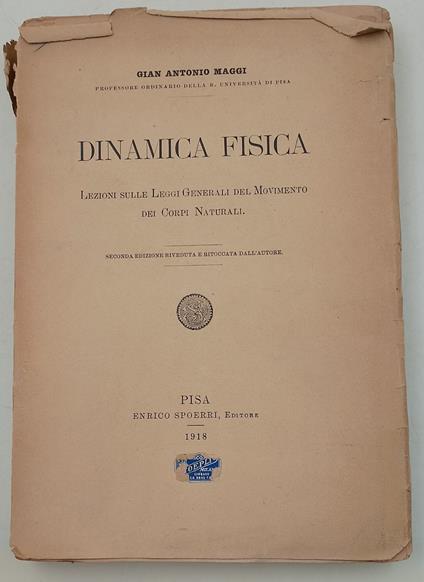 GIAN ANTONIO MAGGI
PROFESSORE ORDINARIO DELLA R. UNIVERSITÀ DI PISA
DINAMICA FISICA
LEZIONI SULLE LEGGI GENERALI DEL MOVIMENTO
DEI CORPI NATURALI.
SECONDA EDIZIONE RIVEDUTA E RITOCCATA DALL'AUTORE.
PISA
ENRICO SPOERRI, EDITORE
1918